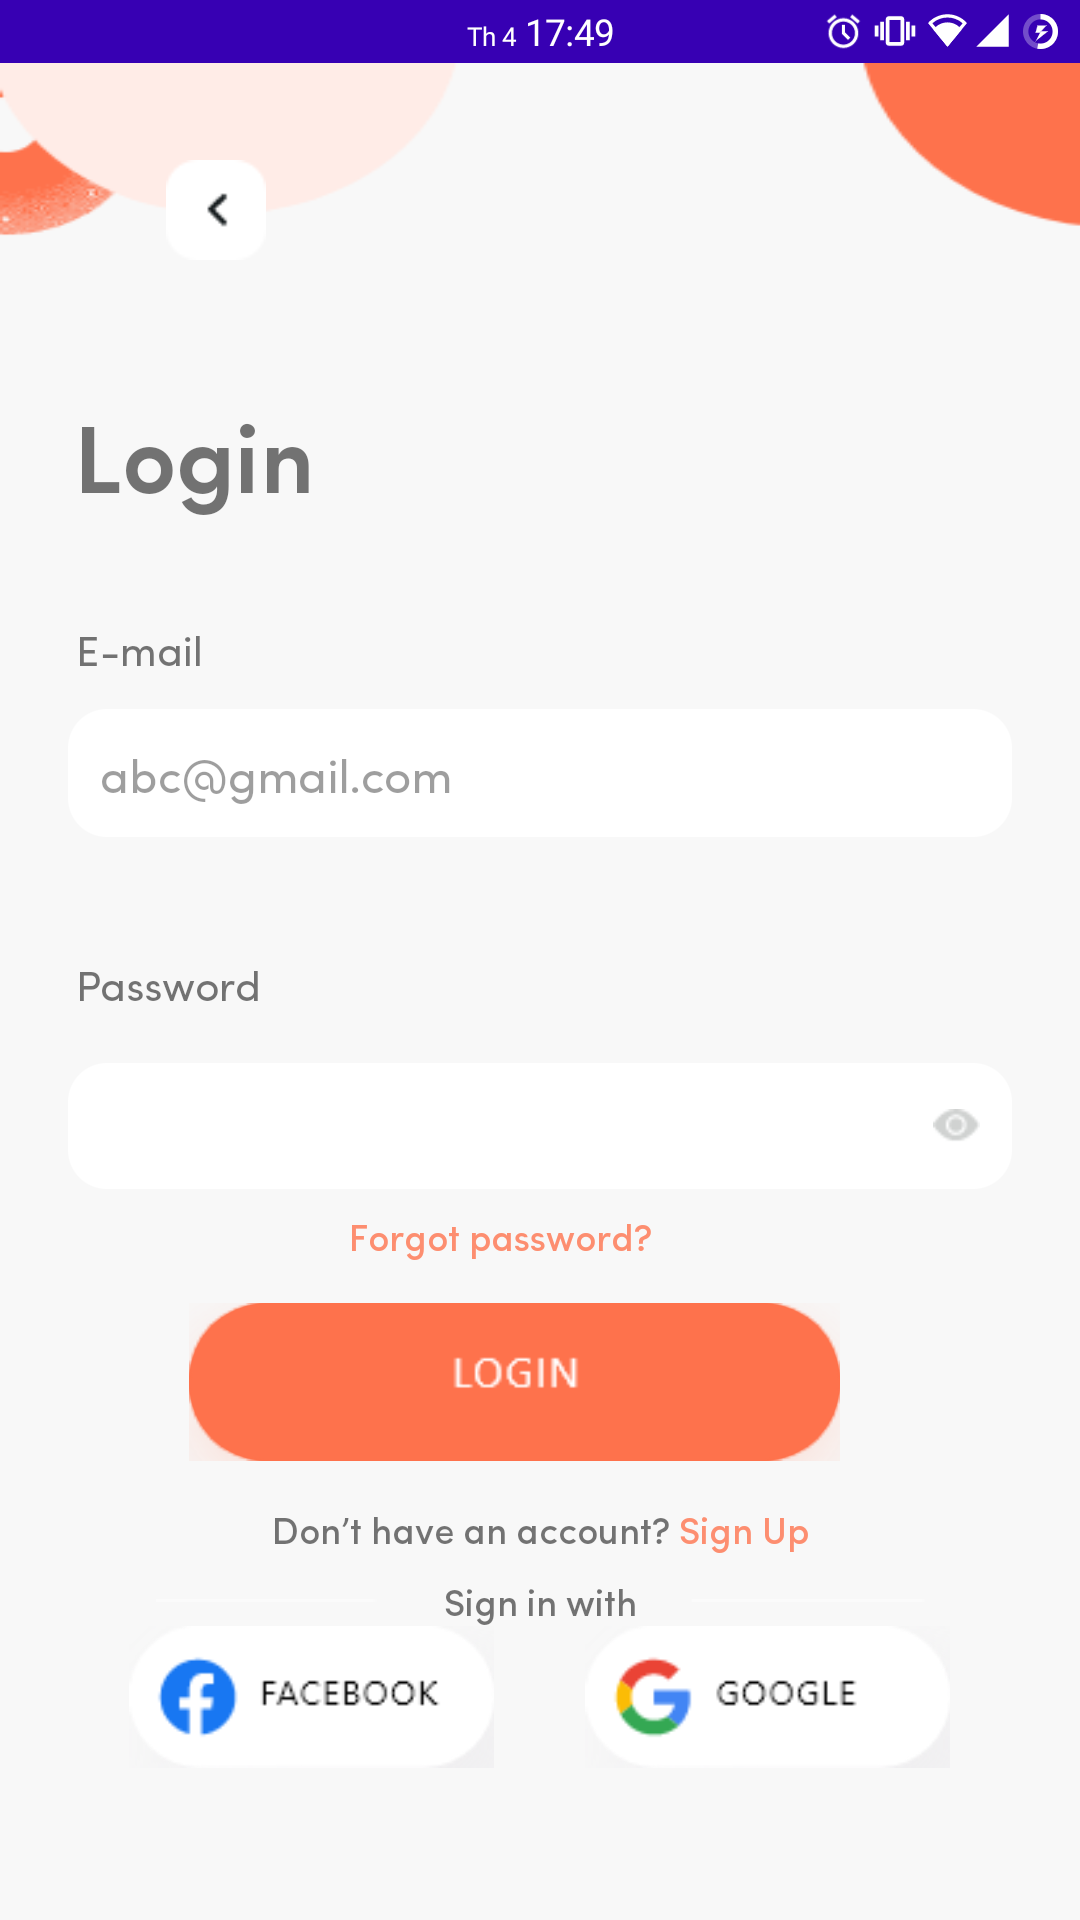 Th 4 17:49
Login
E-mail
abc@gmail.com
Password
Forgot password?
LOGIN
Don't have an account? Sign Up
Sign in with
FACEBOOK
GOOGLE